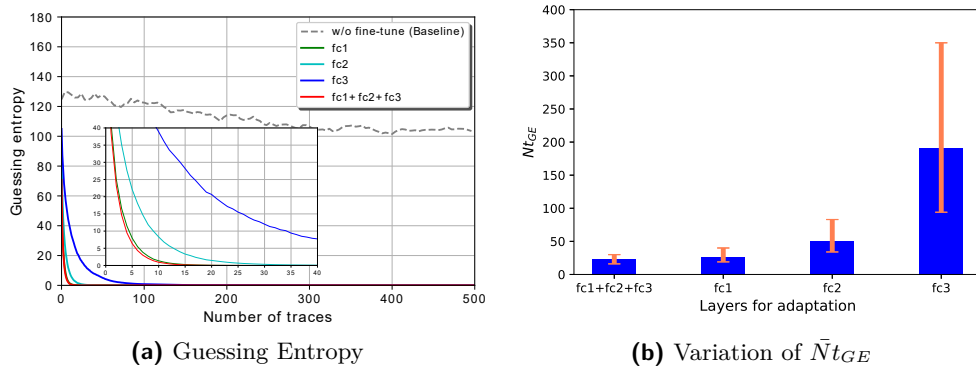 180
160
140
120
100
80
60
40
20
0
Guessing entropy
w/o fine-tune (Baseline)
fc1
fc2
fc3
fc1+fc2+fc3
40
35
30
25
20
15
10
5
0
0 5 10 15 20 25 30 35 40
0 100 200 300 400 500
Number of traces
(a) Guessing Entropy
400
350
300
250
200
150
100
50
0
Nt_GE
fc1+fc2+fc3 fc1 fc2 fc3
Layers for adaptation
(b) Variation of N̄t_GE